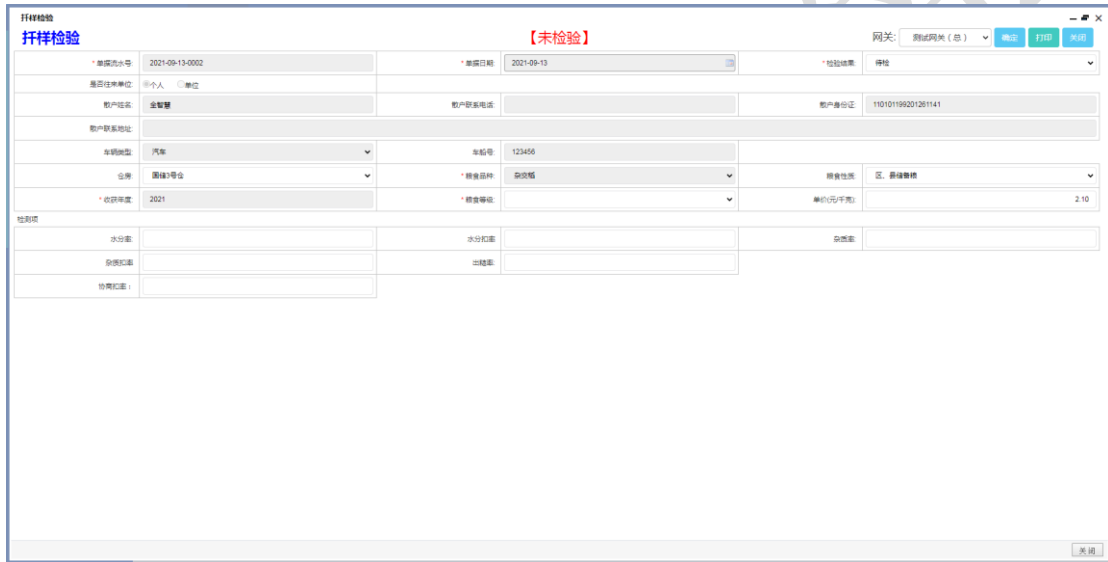 扦样检验
扦样检验 【未检验】 网关: 测试网关(总) 确定 打印 关闭
* 单据流水号: 2021-09-13-0002 * 单据日期: 2021-09-13 * 检验结果: 待检
是否往来单位: 个人 单位
散户姓名: 全智慧 散户联系电话: 散户身份证: 110101199201261141
散户联系地址:
车辆类型: 汽车 车船号: 123456
仓房: 国储3号仓 * 粮食品种: 杂交稻 粮食性质: 区、县储备粮
* 收获年度: 2021 * 粮食等级: 单价(元/千克): 2.10
检测项
水分率: 水分扣率: 杂质率:
杂质扣率: 出糙率:
协商扣率:
关闭